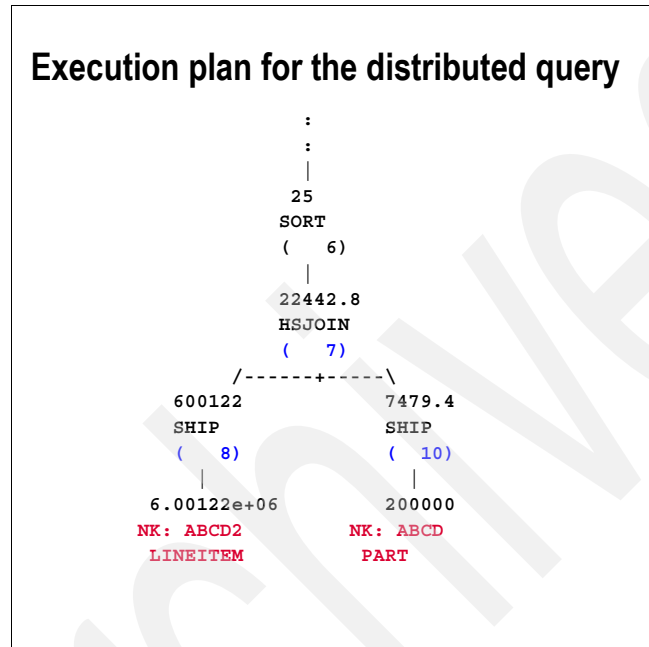 Execution plan for the distributed query
:
:
|
25
SORT
( 6)
|
22442.8
HSJOIN
( 7)
/------+-----\
600122 7479.4
SHIP SHIP
( 8) ( 10)
| |
6.00122e+06 200000
NK: ABCD2 NK: ABCD
LINEITEM PART